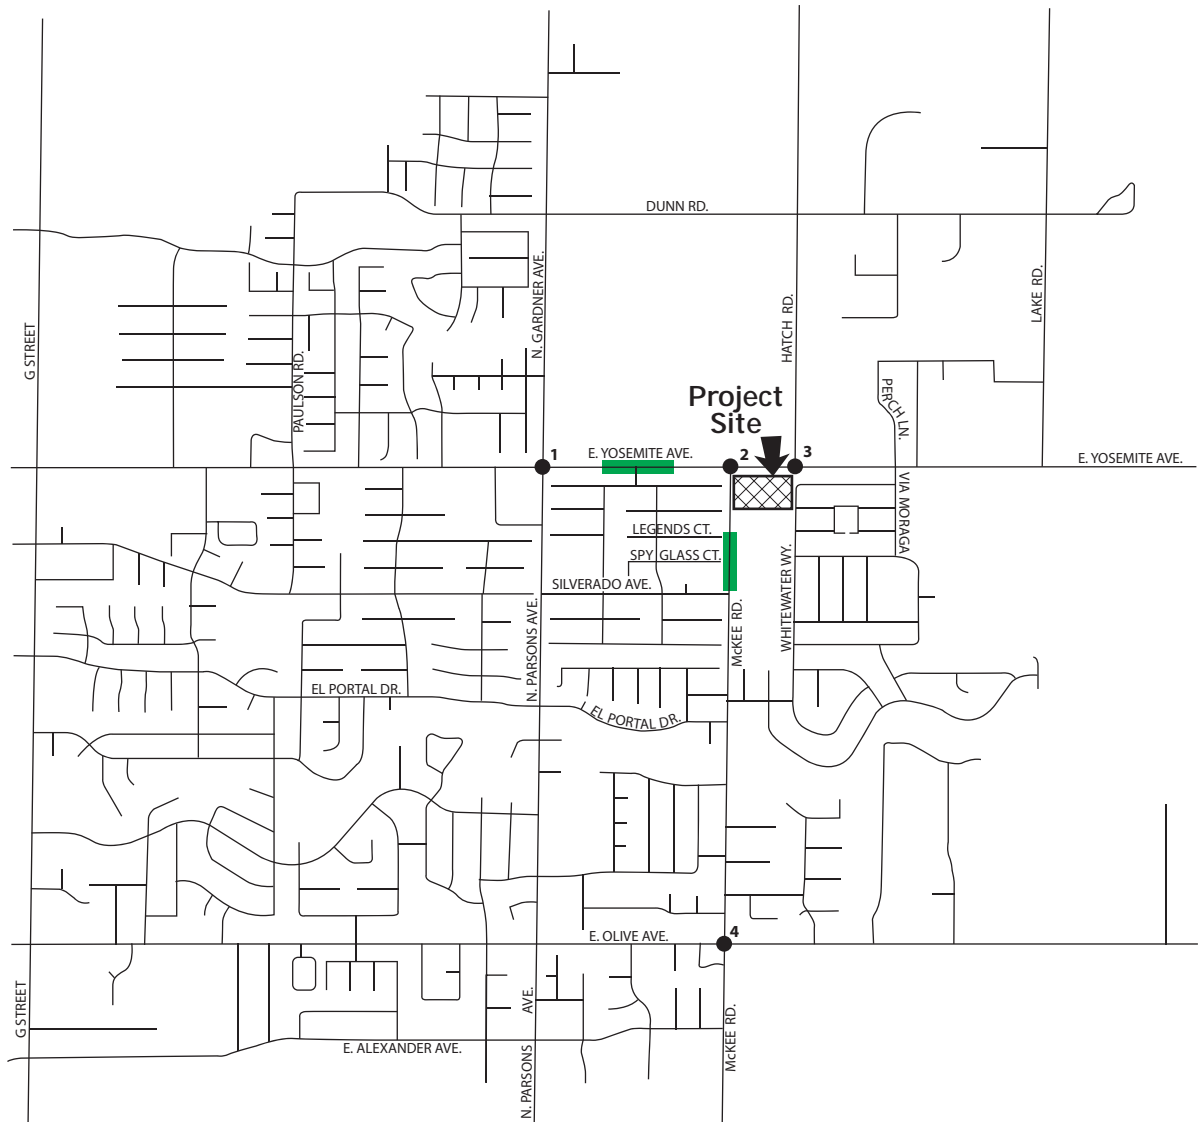 DUNN RD.
N. GARDNER AVE.
HATCH RD.
LAKE RD.
G STREET
PAULSON RD.
PERCH LN.
Project
Site
1
E. YOSEMITE AVE.
2
3
E. YOSEMITE AVE.
VIA MORAGA
LEGENDS CT.
SPY GLASS CT.
SILVERADO AVE.
WHITEWATER WY.
McKEE RD.
N. PARSONS AVE.
EL PORTAL DR.
EL PORTAL DR.
E. OLIVE AVE.
4
G STREET
AVE.
N. PARSONS
McKEE RD.
E. ALEXANDER AVE.